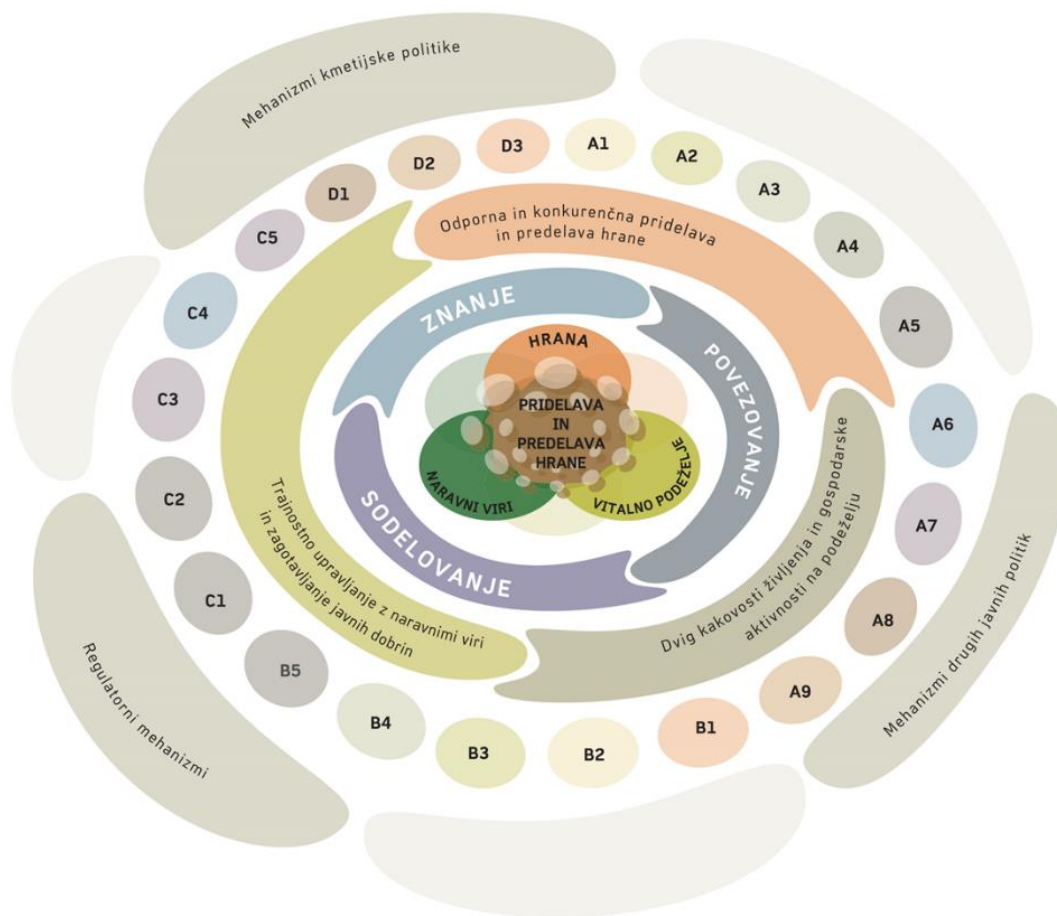 Mehanizmi kmetijske politike
D3
A1
A2
A3
A4
A5
A6
A7
A8
A9
B1
B2
B3
B4
B5
C1
C2
C3
C4
C5
D1
D2
Odporna in konkurenčna pridelava
in predelava hrane
ZNANJE
POVEZOVANJE
SODELOVANJE
HRANA
PRIDELAVA
IN
PREDELAVA
HRANE
NARAVNI VIRI
VITALNO PODEŽELJE
Trajnostno upravljanje z naravnimi viri
in zagotavljanje javnih dobrin
Dvig kakovosti življenja in gospodarske
aktivnosti na podeželju
Mehanizmi drugih javnih politik
Regulatorni mehanizmi